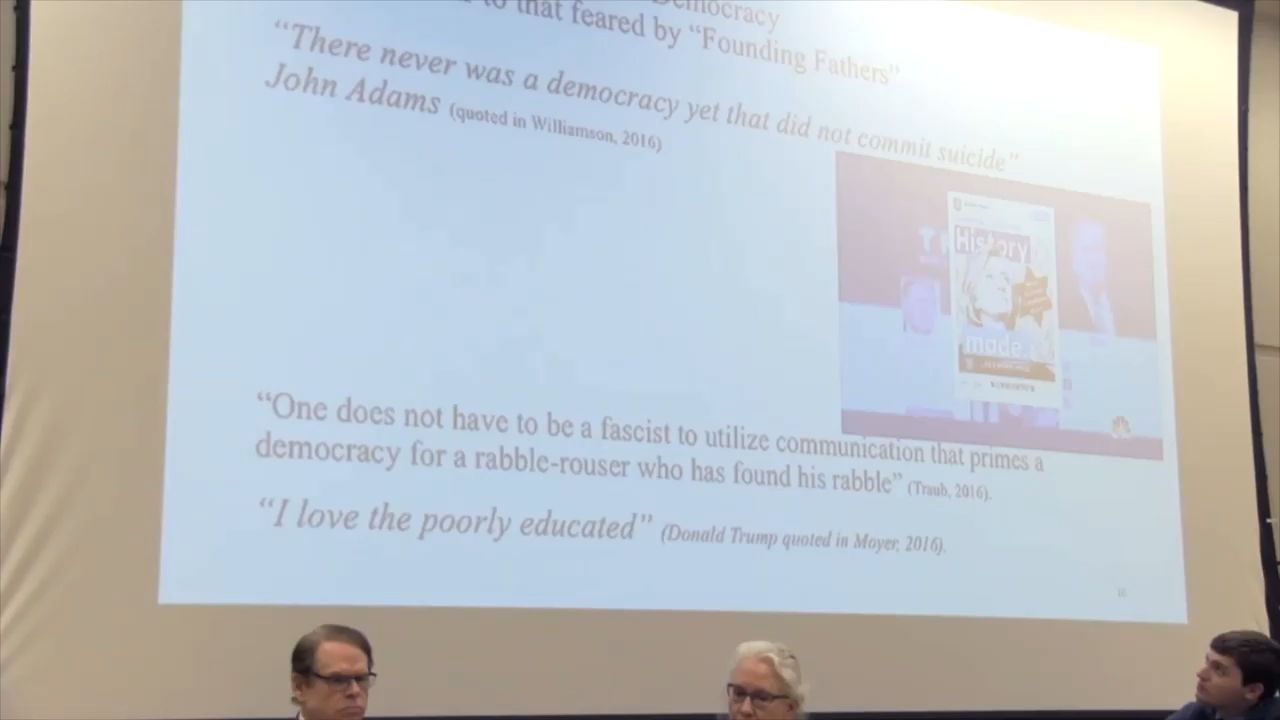 Democracy
to that feared by “Founding Fathers”
“There never was a democracy yet that did not commit suicide”
John Adams (quoted in Williamson, 2016)
History
made
“One does not have to be a fascist to utilize communication that primes a
democracy for a rabble-rouser who has found his rabble” (Traub, 2016).
“I love the poorly educated” (Donald Trump quoted in Moyer, 2016).